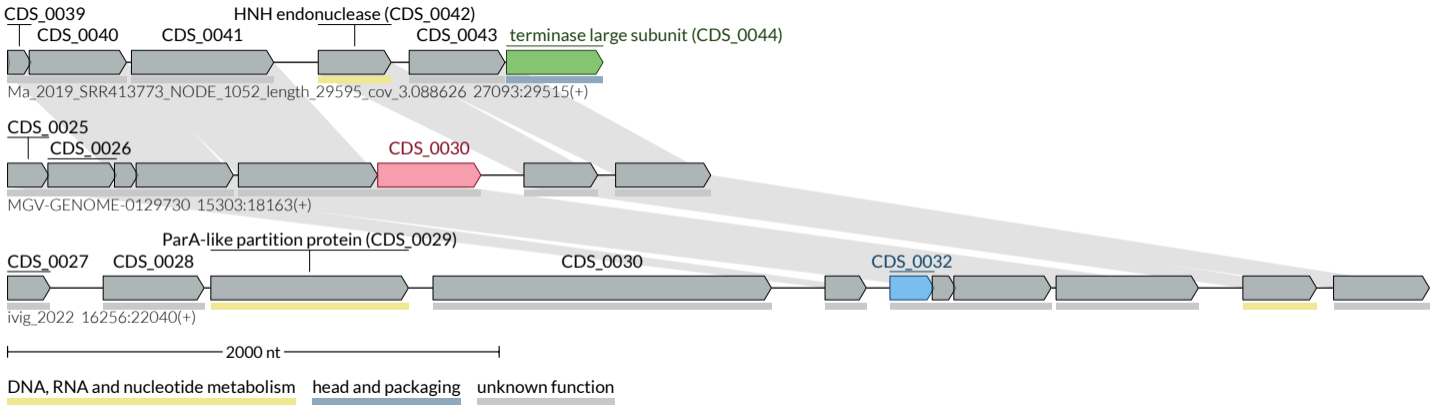 CDS_0039 HNH endonuclease (CDS_0042)
CDS_0040 CDS_0041 CDS_0043 terminase large subunit (CDS_0044)
Ma_2019_SRR413773_NODE_1052_length_29595_cov_3.088626 27093:29515(+)
CDS_0025
CDS_0026 CDS_0030
MGV-GENOME-0129730 15303:18163(+)
ParA-like partition protein (CDS_0029)
CDS_0027 CDS_0028 CDS_0030 CDS_0032
ivig_2022 16256:22040(+)
2000 nt
DNA, RNA and nucleotide metabolism head and packaging unknown function